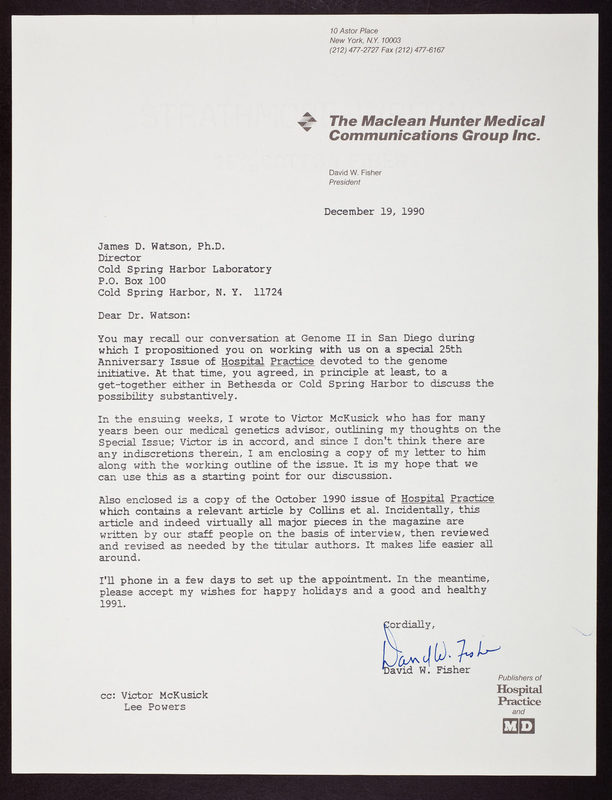 10 Astor Place
New York, N.Y. 10003
(212) 477-2727 Fax (212) 477-6167
The Maclean Hunter Medical
Communications Group Inc.
David W. Fisher
President
December 19, 1990
James D. Watson, Ph.D.
Director
Cold Spring Harbor Laboratory
P.O. Box 100
Cold Spring Harbor, N. Y.  11724
Dear Dr. Watson:
You may recall our conversation at Genome II in San Diego during
which I propositioned you on working with us on a special 25th
Anniversary Issue of Hospital Practice devoted to the genome
initiative. At that time, you agreed, in principle at least, to a
get-together either in Bethesda or Cold Spring Harbor to discuss the
possibility substantively.
In the ensuing weeks, I wrote to Victor McKusick who has for many
years been our medical genetics advisor, outlining my thoughts on the
Special Issue; Victor is in accord, and since I don't think there are
any indiscretions therein, I am enclosing a copy of my letter to him
along with the working outline of the issue. It is my hope that we
can use this as a starting point for our discussion.
Also enclosed is a copy of the October 1990 issue of Hospital Practice
which contains a relevant article by Collins et al. Incidentally, this
article and indeed virtually all major pieces in the magazine are
written by our staff people on the basis of interview, then reviewed
and revised as needed by the titular authors. It makes life easier all
around.
I'll phone in a few days to set up the appointment. In the meantime,
please accept my wishes for happy holidays and a good and healthy
1991.
Cordially,
David W. Fisher
David W. Fisher
Publishers of
Hospital
Practice
and
MD
cc: Victor McKusick
Lee Powers